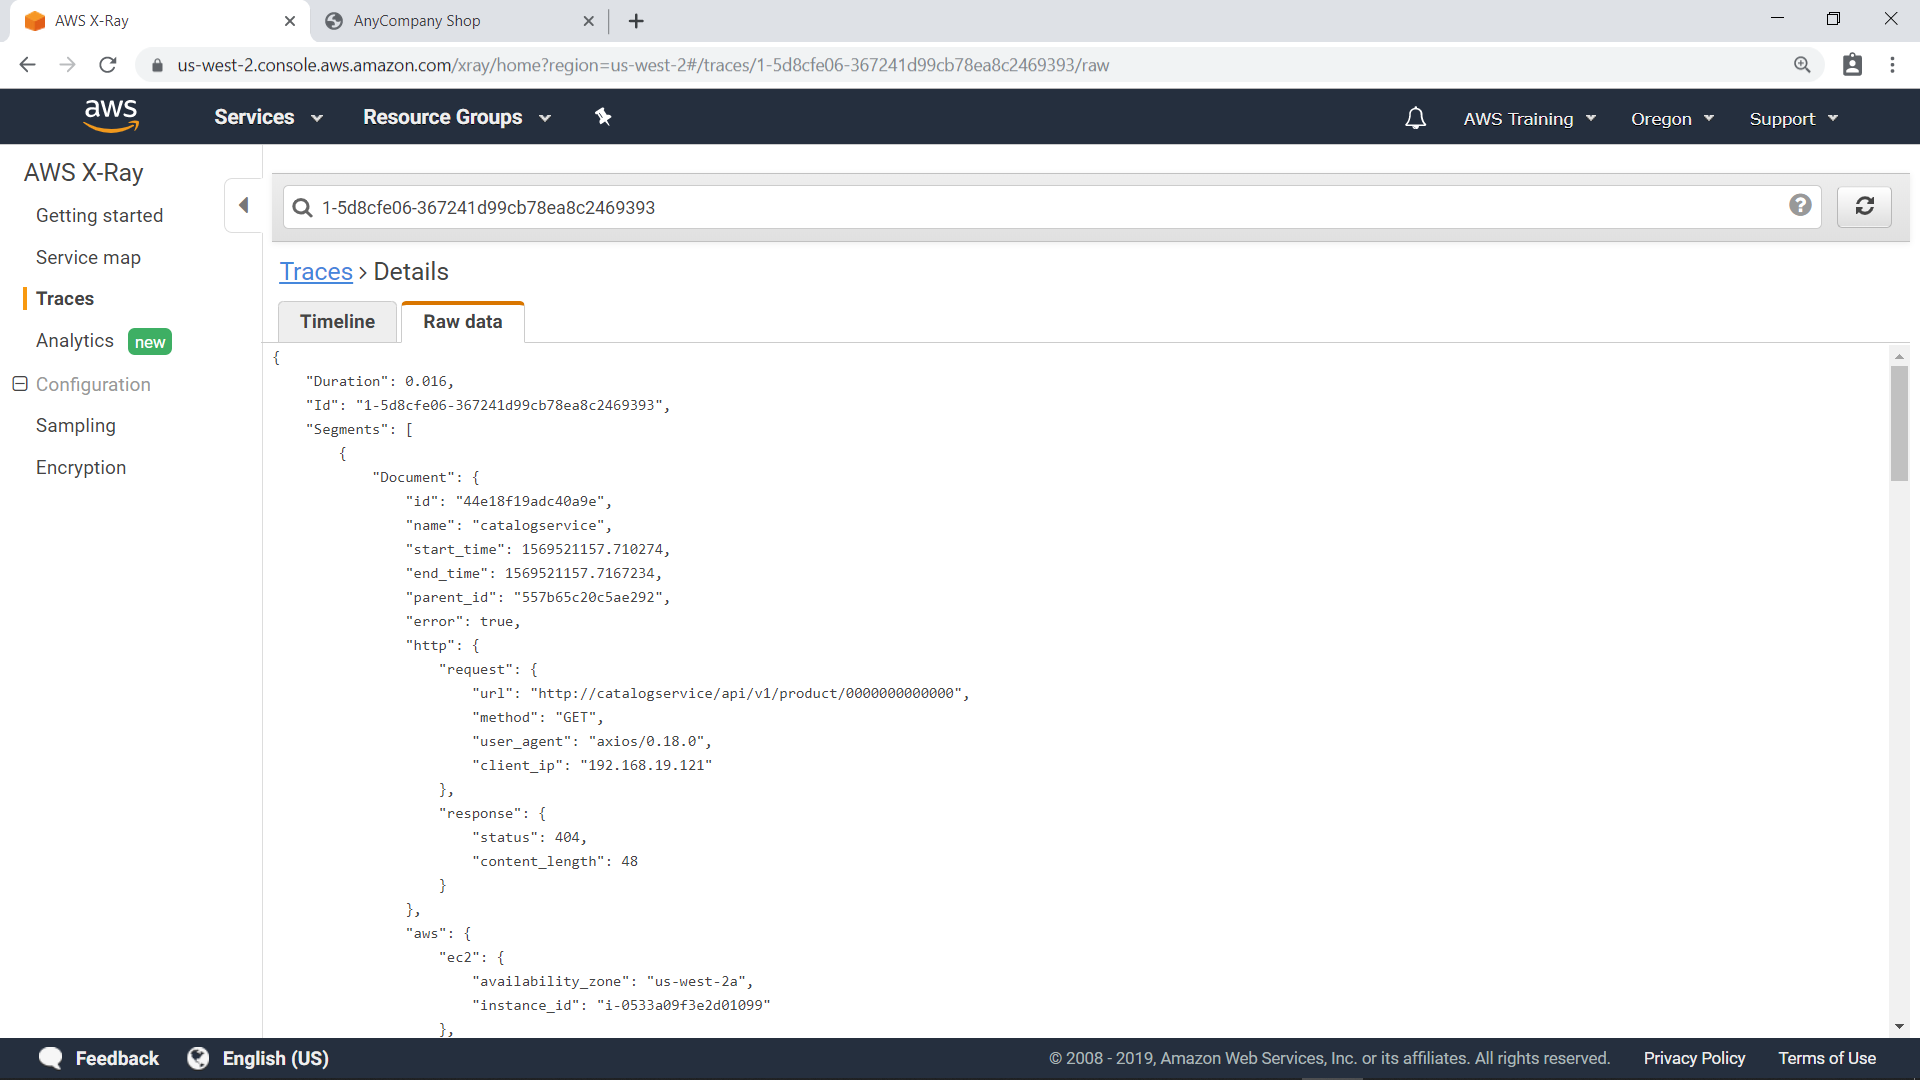 AWS X-Ray
AnyCompany Shop
us-west-2.console.aws.amazon.com/xray/home?region=us-west-2#/traces/1-5d8cfe06-367241d99cb78ea8c2469393/raw
aws
Services
Resource Groups
AWS Training
Oregon
Support
AWS X-Ray
Getting started
Service map
Traces
Analytics new
Configuration
Sampling
Encryption
1-5d8cfe06-367241d99cb78ea8c2469393
Traces > Details
Timeline
Raw data
{
"Duration": 0.016,
"Id": "1-5d8cfe06-367241d99cb78ea8c2469393",
"Segments": [
{
"Document": {
"id": "44e18f19adc40a9e",
"name": "catalogservice",
"start_time": 1569521157.710274,
"end_time": 1569521157.7167234,
"parent_id": "557b65c20c5ae292",
"error": true,
"http": {
"request": {
"url": "http://catalogservice/api/v1/product/0000000000000",
"method": "GET",
"user_agent": "axios/0.18.0",
"client_ip": "192.168.19.121"
},
"response": {
"status": 404,
"content_length": 48
}
},
"aws": {
"ec2": {
"availability_zone": "us-west-2a",
"instance_id": "i-0533a09f3e2d01099"
},
Feedback
English (US)
© 2008 - 2019, Amazon Web Services, Inc. or its affiliates. All rights reserved.
Privacy Policy
Terms of Use